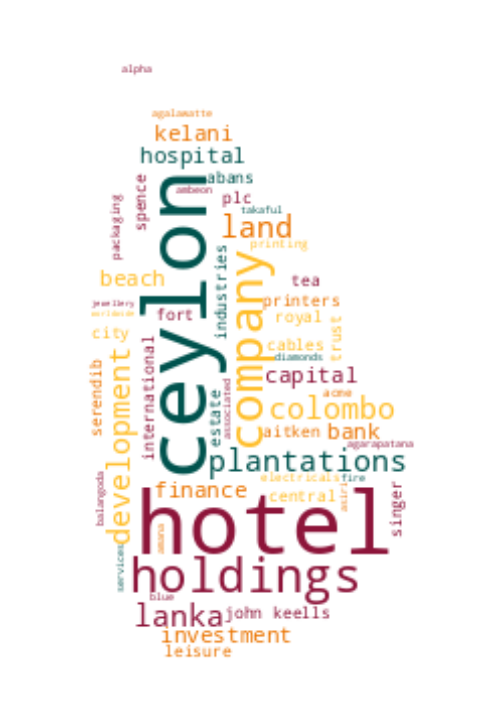 alpha
agalawatte
kelani
hospital
abans
ambeon
spence
plc
takaful
packaging
land
printing
ceylon
industries
company
beach
tea
jewellery
printers
worldwide
fort
royal
city
trust
international
cables
diamonds
serendib
development
capital
associated
estate
acme
colombo
aitken
bank
agarapatana
plantations
balangoda
electricals
fire
finance
central
asiri
singer
hotel
amana
services
holdings
blue
lanka
john keells
investment
leisure